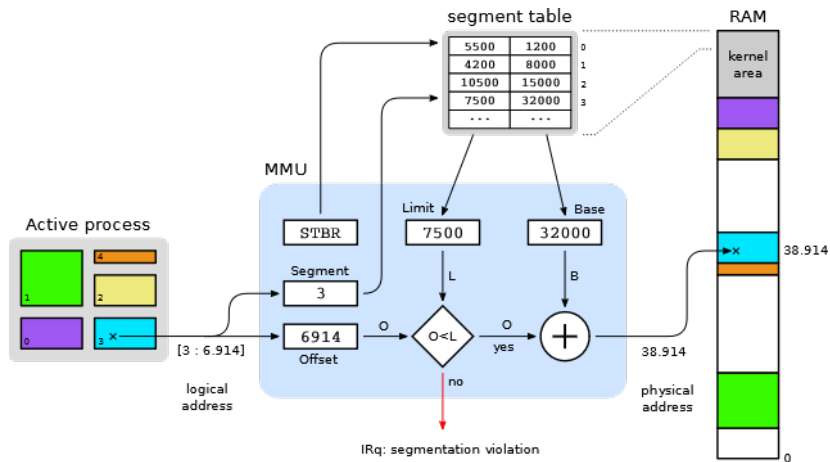 segment table
RAM
5500 1200 0
4200 8000 1
10500 15000 2
7500 32000 3
... ...
kernel
area
MMU
Active process
Limit
Base
STBR
7500
32000
4
1
2
0
3
×
Segment
3
L
B
×
38.914
6914
O
O<L
O
yes
+
[3 : 6.914]
Offset
38.914
no
logical
address
physical
address
IRq: segmentation violation
0